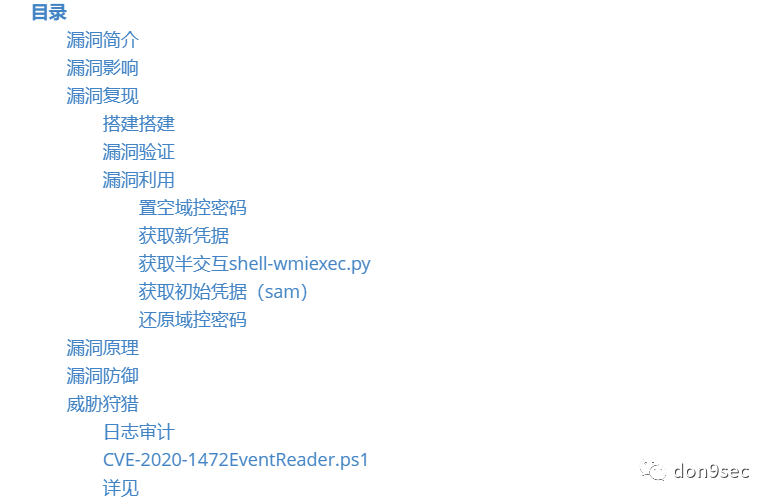 目录
漏洞简介
漏洞影响
漏洞复现
搭建搭建
漏洞验证
漏洞利用
置空域控密码
获取新凭据
获取半交互shell-wmiexec.py
获取初始凭据（sam）
还原域控密码
漏洞原理
漏洞防御
威胁狩猎
日志审计
CVE-2020-1472EventReader.ps1
详见
don9sec